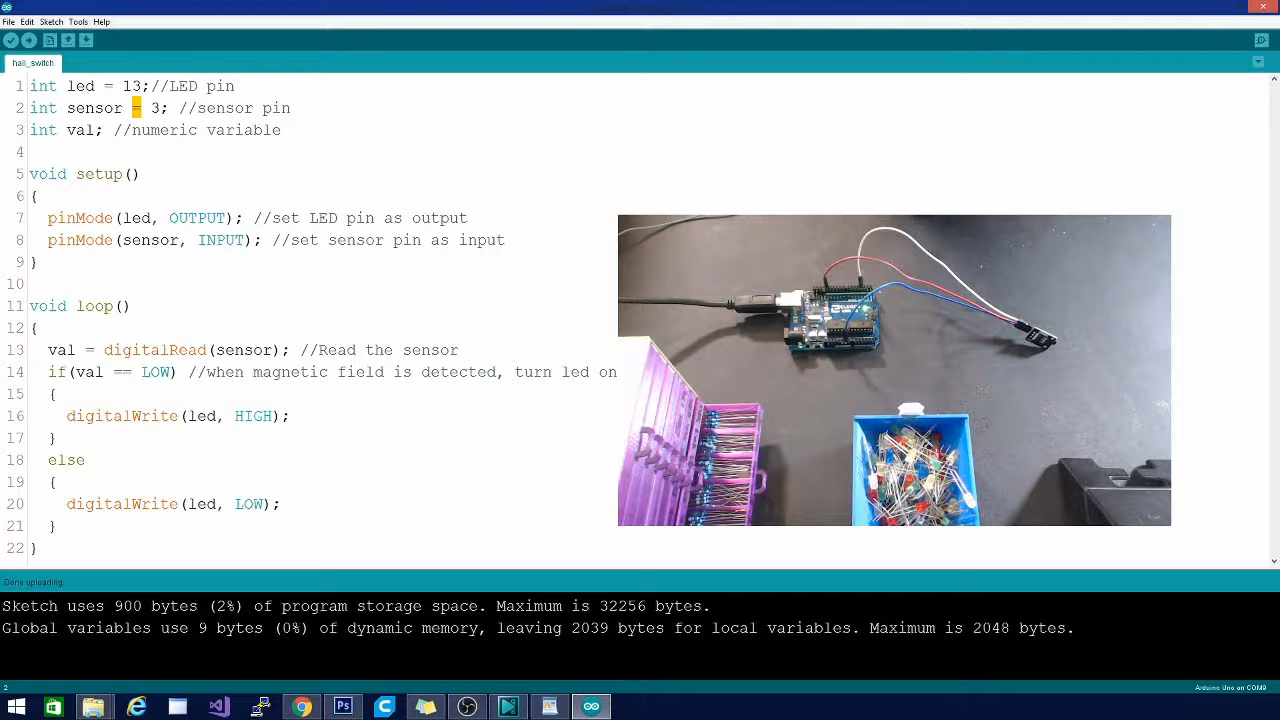 File Edit Sketch Tools Help
hall_switch
1 int led = 13;//LED pin
2 int sensor = 3; //sensor pin
3 int val; //numeric variable
4
5 void setup()
6 {
7 pinMode(led, OUTPUT); //set LED pin as output
8 pinMode(sensor, INPUT); //set sensor pin as input
9 }
10
11 void loop()
12 {
13 val = digitalRead(sensor); //Read the sensor
14 if(val == LOW) //when magnetic field is detected, turn led on
15 {
16 digitalWrite(led, HIGH);
17 }
18 else
19 {
20 digitalWrite(led, LOW);
21 }
22 }
Done uploading.
Sketch uses 900 bytes (2%) of program storage space. Maximum is 32256 bytes.
Global variables use 9 bytes (0%) of dynamic memory, leaving 2039 bytes for local variables. Maximum is 2048 bytes.
2
Arduino Uno on COM9
Ps